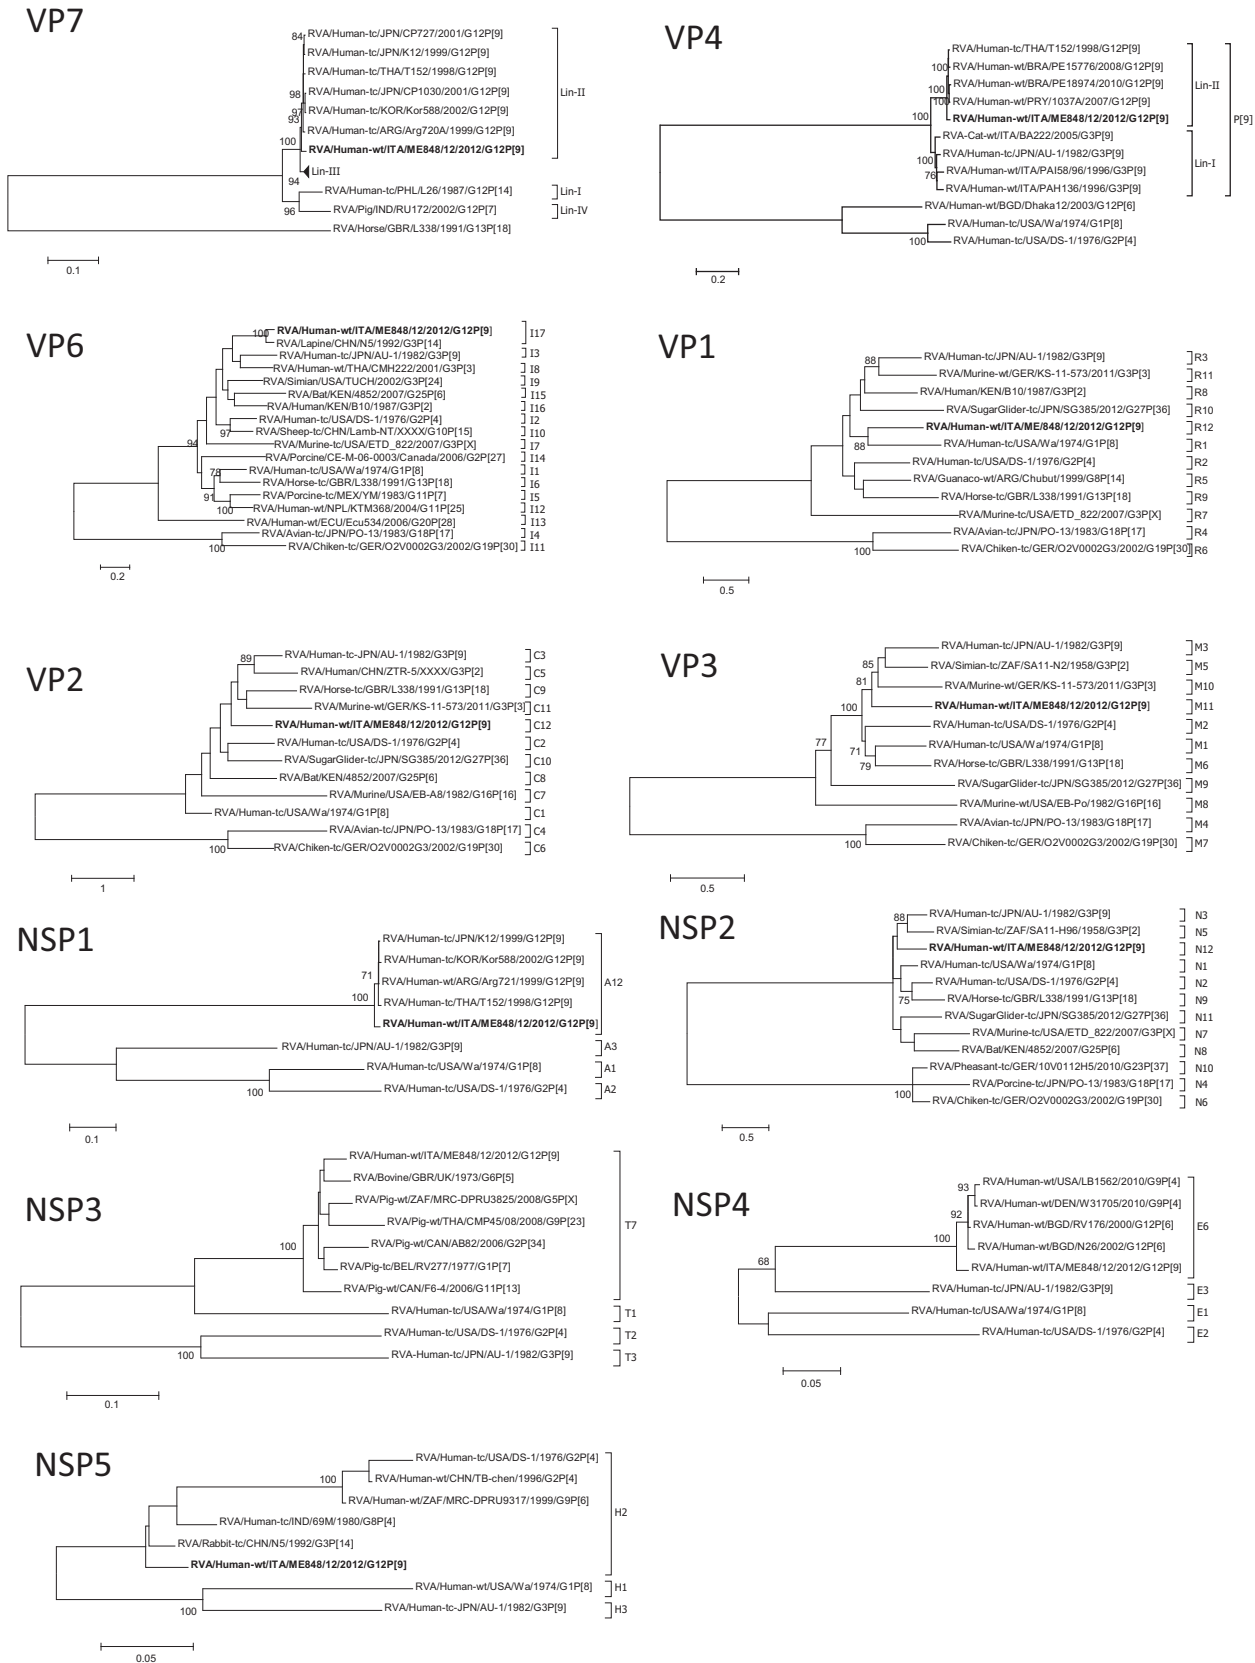 VP7
84
RVA/Human-tc/JPN/CP727/2001/G12P[9]
RVA/Human-tc/JPN/K12/1999/G12P[9]
RVA/Human-tc/THA/T152/1998/G12P[9]
98
RVA/Human-tc/JPN/CP1030/2001/G12P[9]
Lin-II
97
RVA/Human-tc/KOR/Kor588/2002/G12P[9]
93
RVA/Human-tc/ARG/Arg720A/1999/G12P[9]
100
RVA/Human-wt/ITA/ME848/12/2012/G12P[9]
Lin-III
94
RVA/Human-tc/PHL/L26/1987/G12P[14]
Lin-I
96
RVA/Pig/IND/RU172/2002/G12P[7]
Lin-IV
RVA/Horse/GBR/L338/1991/G13P[18]
0.1
VP4
RVA/Human-tc/THA/T152/1998/G12P[9]
100
RVA/Human-wt/BRA/PE15776/2008/G12P[9]
100
RVA/Human-wt/BRA/PE18974/2010/G12P[9]
Lin-II
100
RVA/Human-wt/PRY/1037A/2007/G12P[9]
100
RVA/Human-wt/ITA/ME848/12/2012/G12P[9]
P[9]
RVA-Cat-wt/ITA/BA222/2005/G3P[9]
100
RVA/Human-tc/JPN/AU-1/1982/G3P[9]
Lin-I
76
RVA/Human-wt/ITA/PAI58/96/1996/G3P[9]
RVA/Human-wt/ITA/PAH136/1996/G3P[9]
RVA/Human-wt/BGD/Dhaka12/2003/G12P[6]
RVA/Human-tc/USA/Wa/1974/G1P[8]
100
RVA/Human-tc/USA/DS-1/1976/G2P[4]
0.2
VP6
100
RVA/Human-wt/ITA/ME848/12/2012/G12P[9]
I17
RVA/Lapine/CHN/N5/1992/G3P[14]
RVA/Human-tc/JPN/AU-1/1982/G3P[9]
I3
RVA/Human-wt/THA/CMH222/2001/G3P[3]
I8
RVA/Simian/USA/TUCH/2002/G3P[24]
I9
RVA/Bat/KEN/4852/2007/G25P[6]
I15
RVA/Human/KEN/B10/1987/G3P[2]
I16
RVA/Human-tc/USA/DS-1/1976/G2P[4]
I2
97
RVA/Sheep-tc/CHN/Lamb-NT/XXXX/G10P[15]
I10
94
RVA/Murine-tc/USA/ETD_822/2007/G3P[X]
I7
RVA/Porcine/CE-M-06-0003/Canada/2006/G2P[27]
I14
78
RVA/Human-tc/USA/Wa/1974/G1P[8]
I1
RVA/Horse-tc/GBR/L338/1991/G13P[18]
I6
91
RVA/Porcine-tc/MEX/YM/1983/G11P[7]
I5
100
RVA/Human-wt/NPL/KTM368/2004/G11P[25]
I12
RVA/Human-wt/ECU/Ecu534/2006/G20P[28]
I13
RVA/Avian-tc/JPN/PO-13/1983/G18P[17]
I4
100
RVA/Chiken-tc/GER/O2V0002G3/2002/G19P[30]
I11
0.2
VP1
88
RVA/Human-tc/JPN/AU-1/1982/G3P[9]
R3
RVA/Murine-wt/GER/KS-11-573/2011/G3P[3]
R11
RVA/Human/KEN/B10/1987/G3P[2]
R8
RVA/SugarGlider-tc/JPN/SG385/2012/G27P[36]
R10
RVA/Human-wt/ITA/ME/848/12/2012/G12P[9]
R12
88
RVA/Human-tc/USA/Wa/1974/G1P[8]
R1
RVA/Human-tc/USA/DS-1/1976/G2P[4]
R2
RVA/Guanaco-wt/ARG/Chubut/1999/G8P[14]
R5
RVA/Horse-tc/GBR/L338/1991/G13P[18]
R9
RVA/Murine-tc/USA/ETD_822/2007/G3P[X]
R7
RVA/Avian-tc/JPN/PO-13/1983/G18P[17]
R4
100
RVA/Chiken-tc/GER/O2V0002G3/2002/G19P[30]
R6
0.5
VP2
89
RVA/Human-tc-JPN/AU-1/1982/G3P[9]
C3
RVA/Human/CHN/ZTR-5/XXXX/G3P[2]
C5
RVA/Horse-tc/GBR/L338/1991/G13P[18]
C9
RVA/Murine-wt/GER/KS-11-573/2011/G3P[3]
C11
RVA/Human-wt/ITA/ME848/12/2012/G12P[9]
C12
RVA/Human-tc/USA/DS-1/1976/G2P[4]
C2
RVA/SugarGlider-tc/JPN/SG385/2012/G27P[36]
C10
RVA/Bat/KEN/4852/2007/G25P[6]
C8
RVA/Murine/USA/EB-A8/1982/G16P[16]
C7
RVA/Human-tc/USA/Wa/1974/G1P[8]
C1
RVA/Avian-tc/JPN/PO-13/1983/G18P[17]
C4
100
RVA/Chiken-tc/GER/O2V0002G3/2002/G19P[30]
C6
1
VP3
RVA/Human-tc/JPN/AU-1/1982/G3P[9]
M3
85
RVA/Simian-tc/ZAF/SA11-N2/1958/G3P[2]
M5
81
RVA/Murine-wt/GER/KS-11-573/2011/G3P[3]
M10
100
RVA/Human-wt/ITA/ME848/12/2012/G12P[9]
M11
RVA/Human-tc/USA/DS-1/1976/G2P[4]
M2
77
71
RVA/Human-tc/USA/Wa/1974/G1P[8]
M1
79
RVA/Horse-tc/GBR/L338/1991/G13P[18]
M6
RVA/SugarGlider-tc/JPN/SG385/2012/G27P[36]
M9
RVA/Murine-wt/USA/EB-Po/1982/G16P[16]
M8
RVA/Avian-tc/JPN/PO-13/1983/G18P[17]
M4
100
RVA/Chiken-tc/GER/O2V0002G3/2002/G19P[30]
M7
0.5
NSP1
RVA/Human-tc/JPN/K12/1999/G12P[9]
RVA/Human-tc/KOR/Kor588/2002/G12P[9]
71
RVA/Human-wt/ARG/Arg721/1999/G12P[9]
A12
100
RVA/Human-tc/THA/T152/1998/G12P[9]
RVA/Human-wt/ITA/ME848/12/2012/G12P[9]
RVA/Human-tc/JPN/AU-1/1982/G3P[9]
A3
RVA/Human-tc/USA/Wa/1974/G1P[8]
A1
100
RVA/Human-tc/USA/DS-1/1976/G2P[4]
A2
0.1
NSP2
88
RVA/Human-tc/JPN/AU-1/1982/G3P[9]
N3
RVA/Simian-tc/ZAF/SA11-H96/1958/G3P[2]
N5
RVA/Human-wt/ITA/ME848/12/2012/G12P[9]
N12
RVA/Human-tc/USA/Wa/1974/G1P[8]
N1
RVA/Human-tc/USA/DS-1/1976/G2P[4]
N2
75
RVA/Horse-tc/GBR/L338/1991/G13P[18]
N9
RVA/SugarGlider-tc/JPN/SG385/2012/G27P[36]
N11
RVA/Murine-tc/USA/ETD_822/2007/G3P[X]
N7
RVA/Bat/KEN/4852/2007/G25P[6]
N8
RVA/Pheasant-tc/GER/10V0112H5/2010/G23P[37]
N10
RVA/Porcine-tc/JPN/PO-13/1983/G18P[17]
N4
100
RVA/Chiken-tc/GER/O2V0002G3/2002/G19P[30]
N6
0.5
NSP3
RVA/Human-wt/ITA/ME848/12/2012/G12P[9]
RVA/Bovine/GBR/UK/1973/G6P[5]
RVA/Pig-wt/ZAF/MRC-DPRU3825/2008/G5P[X]
RVA/Pig-wt/THA/CMP45/08/2008/G9P[23]
T7
100
RVA/Pig-wt/CAN/AB82/2006/G2P[34]
RVA/Pig-tc/BEL/RV277/1977/G1P[7]
RVA/Pig-wt/CAN/F6-4/2006/G11P[13]
RVA/Human-tc/USA/Wa/1974/G1P[8]
T1
RVA/Human-tc/USA/DS-1/1976/G2P[4]
T2
100
RVA-Human-tc/JPN/AU-1/1982/G3P[9]
T3
0.1
NSP4
93
RVA/Human-wt/USA/LB1562/2010/G9P[4]
RVA/Human-wt/DEN/W31705/2010/G9P[4]
92
RVA/Human-wt/BGD/RV176/2000/G12P[6]
E6
100
RVA/Human-wt/BGD/N26/2002/G12P[6]
68
RVA/Human-wt/ITA/ME848/12/2012/G12P[9]
RVA/Human-tc/JPN/AU-1/1982/G3P[9]
E3
RVA/Human-tc/USA/Wa/1974/G1P[8]
E1
RVA/Human-tc/USA/DS-1/1976/G2P[4]
E2
0.05
NSP5
RVA/Human-tc/USA/DS-1/1976/G2P[4]
100
RVA/Human-wt/CHN/TB-chen/1996/G2P[4]
RVA/Human-wt/ZAF/MRC-DPRU9317/1999/G9P[6]
H2
RVA/Human-tc/IND/69M/1980/G8P[4]
RVA/Rabbit-tc/CHN/N5/1992/G3P[14]
RVA/Human-wt/ITA/ME848/12/2012/G12P[9]
RVA/Human-wt/USA/Wa/1974/G1P[8]
H1
100
RVA/Human-tc-JPN/AU-1/1982/G3P[9]
H3
0.05